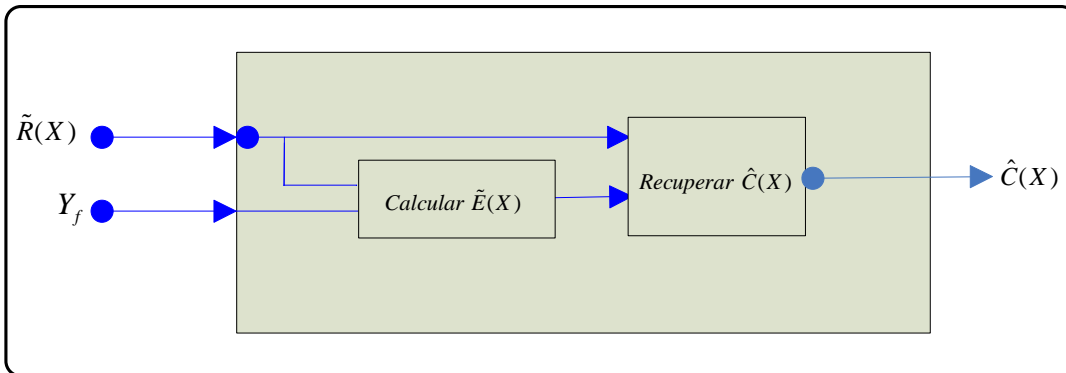 R̃(X)
Y_f
Calcular Ẽ(X)
Recuperar Ĉ(X)
Ĉ(X)